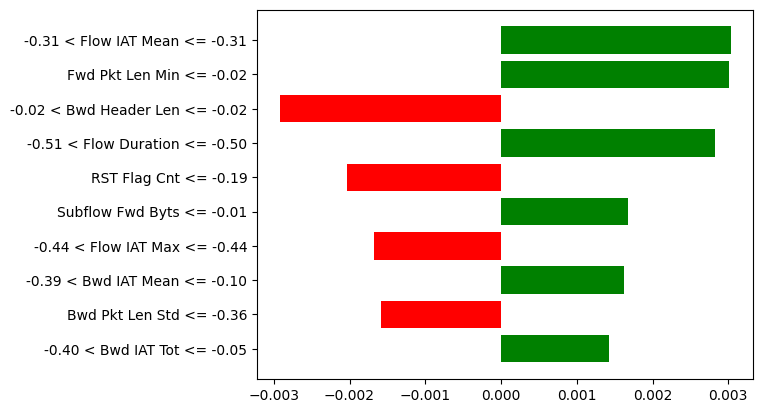 -0.31 < Flow IAT Mean <= -0.31
Fwd Pkt Len Min <= -0.02
-0.02 < Bwd Header Len <= -0.02
-0.51 < Flow Duration <= -0.50
RST Flag Cnt <= -0.19
Subflow Fwd Byts <= -0.01
-0.44 < Flow IAT Max <= -0.44
-0.39 < Bwd IAT Mean <= -0.10
Bwd Pkt Len Std <= -0.36
-0.40 < Bwd IAT Tot <= -0.05
−0.003 −0.002 −0.001 0.000 0.001 0.002 0.003